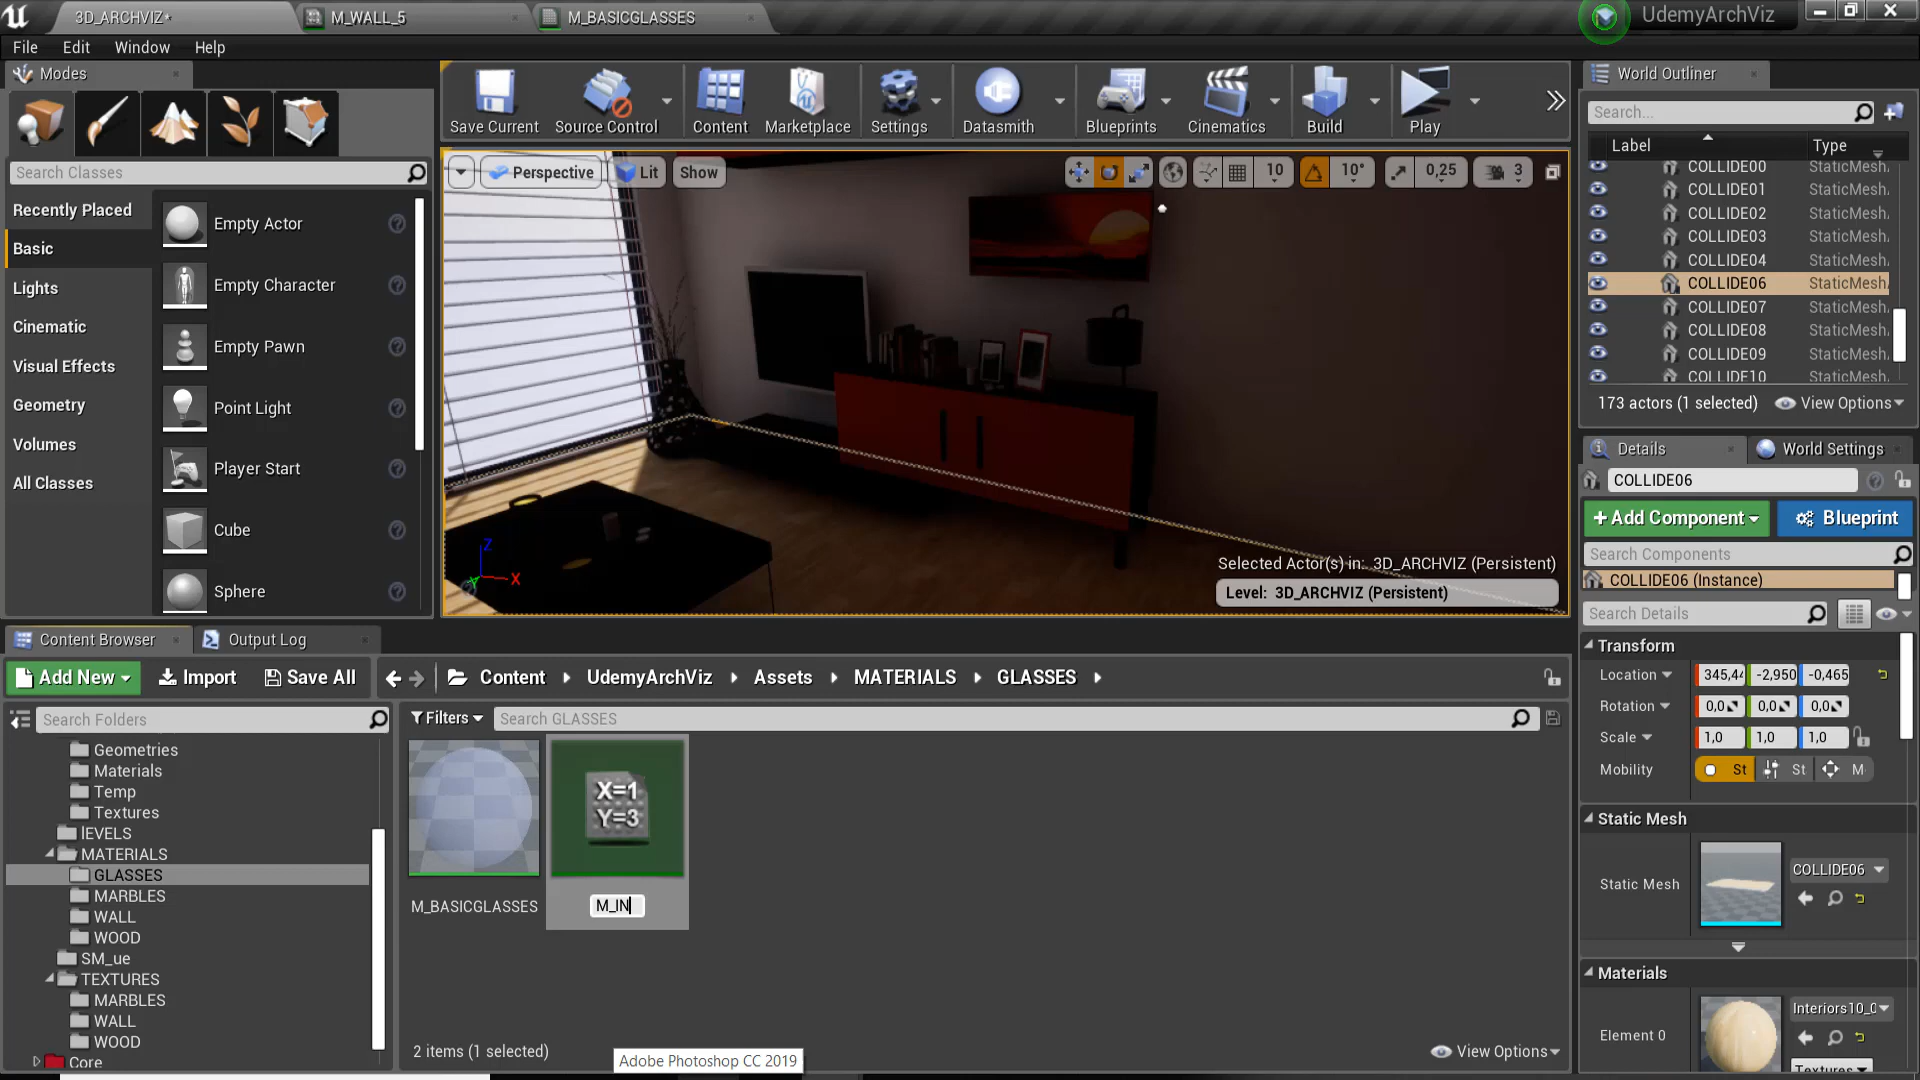 3D_ARCHVIZ*
M_WALL_5
M_BASICGLASSES
UdemyArchViz
File
Edit
Window
Help
Modes
Search Classes
Recently Placed
Basic
Lights
Cinematic
Visual Effects
Geometry
Volumes
All Classes
Empty Actor
Empty Character
Empty Pawn
Point Light
Player Start
Cube
Sphere
Save Current
Source Control
Content
Marketplace
Settings
Datasmith
Blueprints
Cinematics
Build
Play
Perspective
Lit
Show
10
10°
0,25
3
Z
X
Y
Selected Actor(s) in: 3D_ARCHVIZ (Persistent)
Level: 3D_ARCHVIZ (Persistent)
World Outliner
Search...
Label
Type
COLLIDE00 StaticMesh
COLLIDE01 StaticMesh
COLLIDE02 StaticMesh
COLLIDE03 StaticMesh
COLLIDE04 StaticMesh
COLLIDE06 StaticMesh
COLLIDE07 StaticMesh
COLLIDE08 StaticMesh
COLLIDE09 StaticMesh
COLLIDE10 StaticMesh
173 actors (1 selected)
View Options
Details
World Settings
COLLIDE06
+ Add Component
Blueprint
Search Components
COLLIDE06 (Instance)
Search Details
Transform
Location 345,44 -2,950 -0,465
Rotation 0,0 0,0 0,0
Scale 1,0 1,0 1,0
Mobility St St M
Static Mesh
Static Mesh
COLLIDE06
Materials
Element 0
Interiors10_0
Textures
Content Browser
Output Log
Add New
Import
Save All
Content
UdemyArchViz
Assets
MATERIALS
GLASSES
Search Folders
Filters
Search GLASSES
Geometries
Materials
Temp
Textures
lEVELS
MATERIALS
GLASSES
MARBLES
WALL
WOOD
SM_ue
TEXTURES
MARBLES
WALL
WOOD
Core
X=1
Y=3
M_BASICGLASSES
M_IN
2 items (1 selected)
View Options
Adobe Photoshop CC 2019